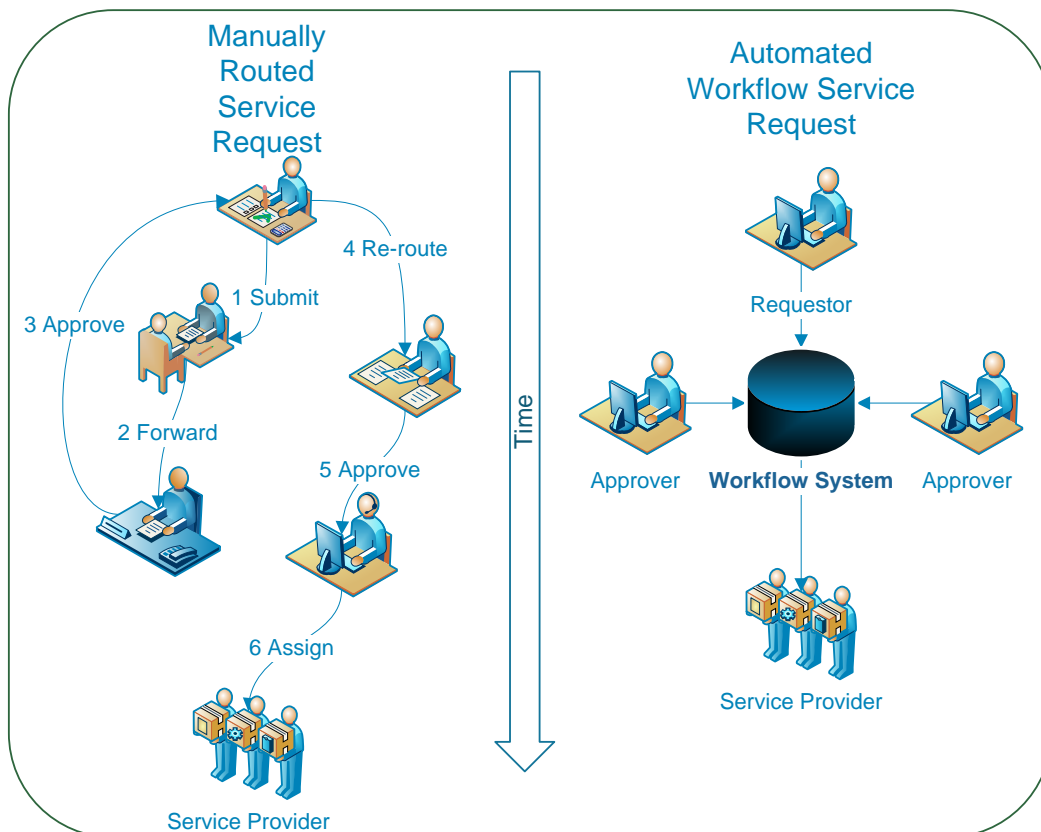 Manually
Routed
Service
Request
4 Re-route
1 Submit
3 Approve
2 Forward
5 Approve
6 Assign
Service Provider
Time
Automated
Workflow Service
Request
Requestor
Approver
Workflow System
Approver
Service Provider